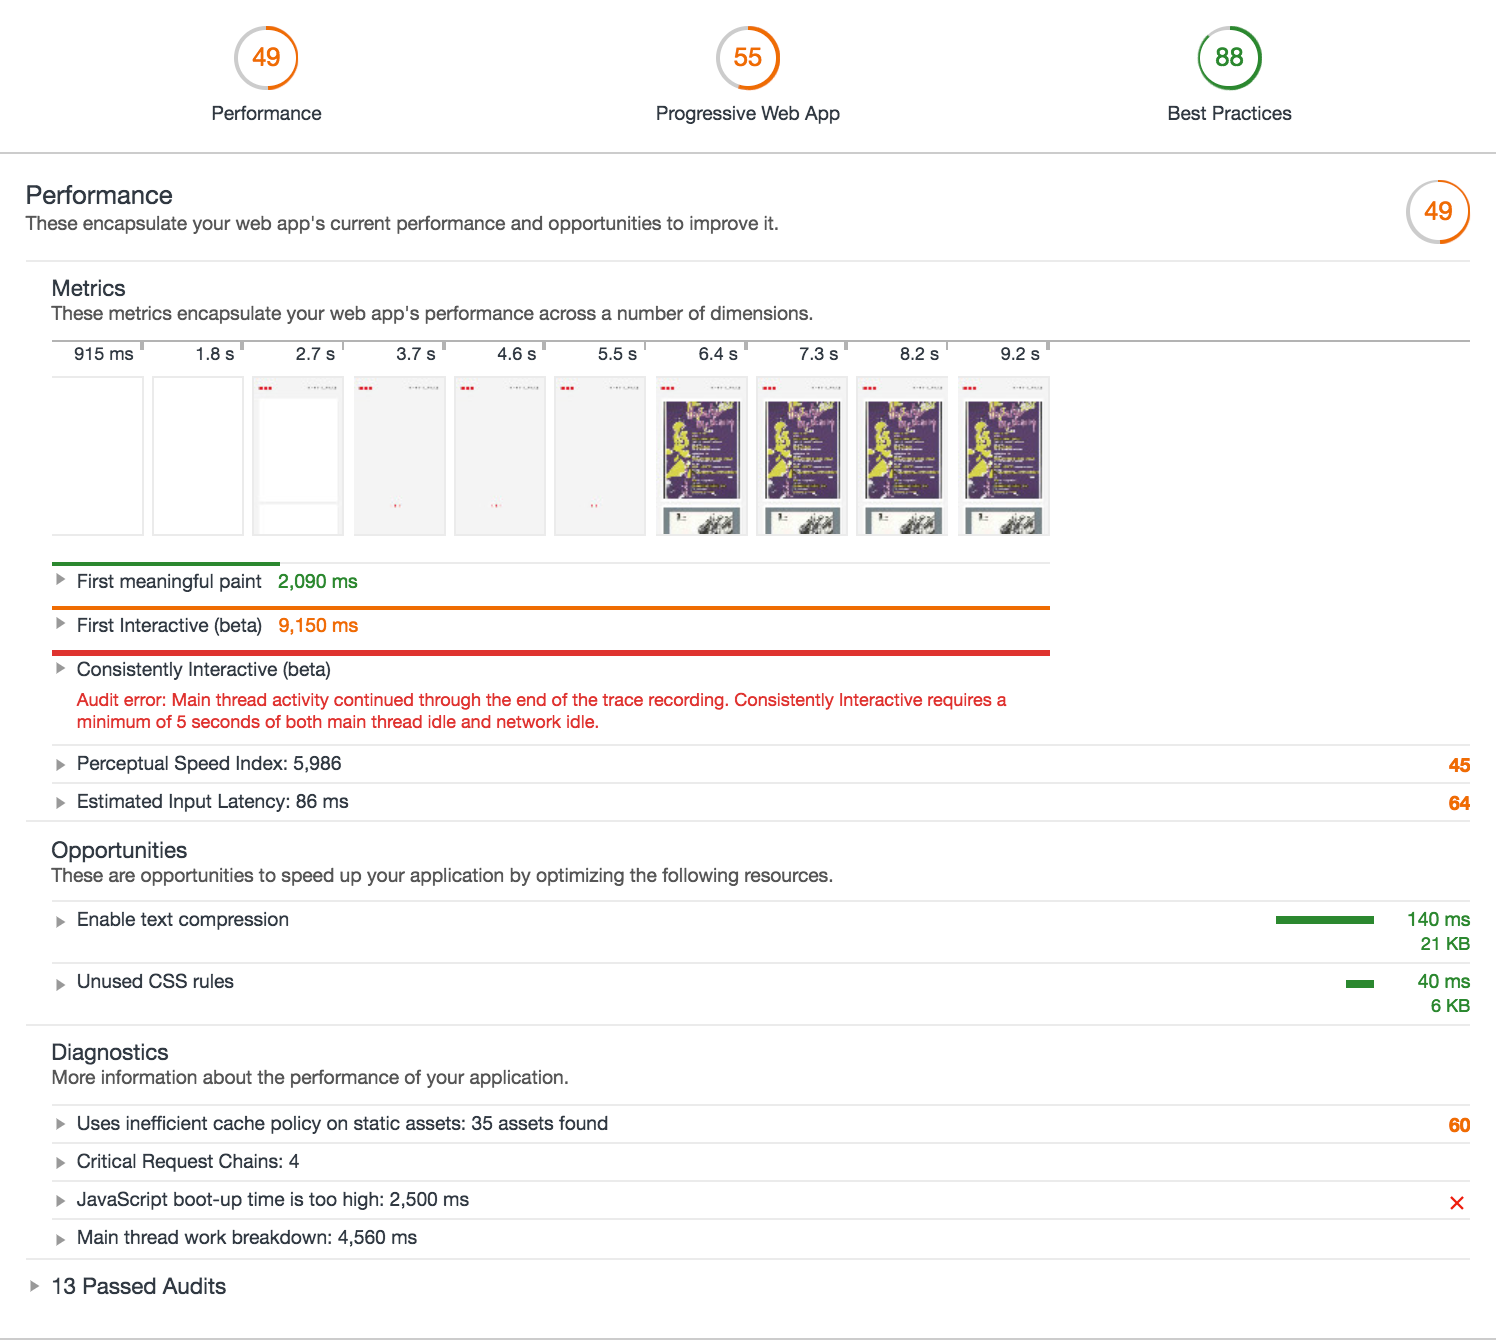 49
55
88
Performance
Progressive Web App
Best Practices
Performance
These encapsulate your web app's current performance and opportunities to improve it.
49
Metrics
These metrics encapsulate your web app's performance across a number of dimensions.
915 ms
1.8 s
2.7 s
3.7 s
4.6 s
5.5 s
6.4 s
7.3 s
8.2 s
9.2 s
First meaningful paint 2,090 ms
First Interactive (beta) 9,150 ms
Consistently Interactive (beta)
Audit error: Main thread activity continued through the end of the trace recording. Consistently Interactive requires a
minimum of 5 seconds of both main thread idle and network idle.
Perceptual Speed Index: 5,986
45
Estimated Input Latency: 86 ms
64
Opportunities
These are opportunities to speed up your application by optimizing the following resources.
Enable text compression
140 ms
21 KB
Unused CSS rules
40 ms
6 KB
Diagnostics
More information about the performance of your application.
Uses inefficient cache policy on static assets: 35 assets found
60
Critical Request Chains: 4
JavaScript boot-up time is too high: 2,500 ms
Main thread work breakdown: 4,560 ms
13 Passed Audits